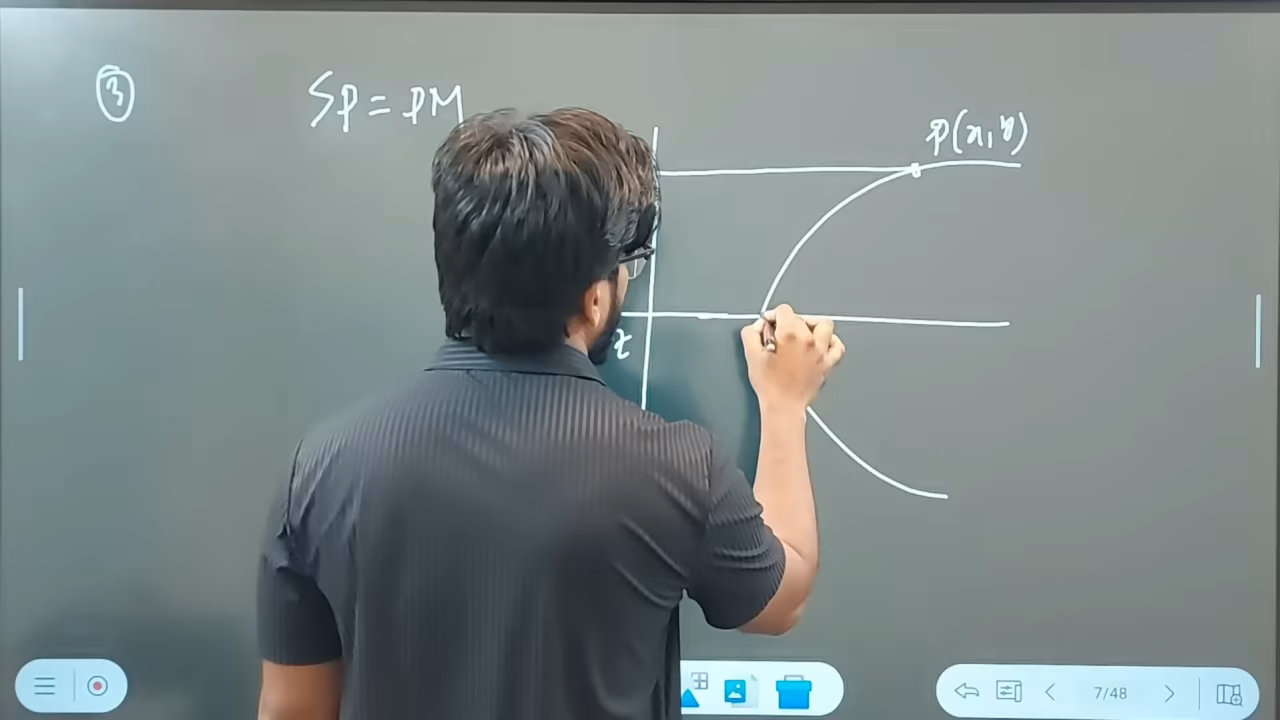 ③ SP = PM
P(x, y)
z
7/48